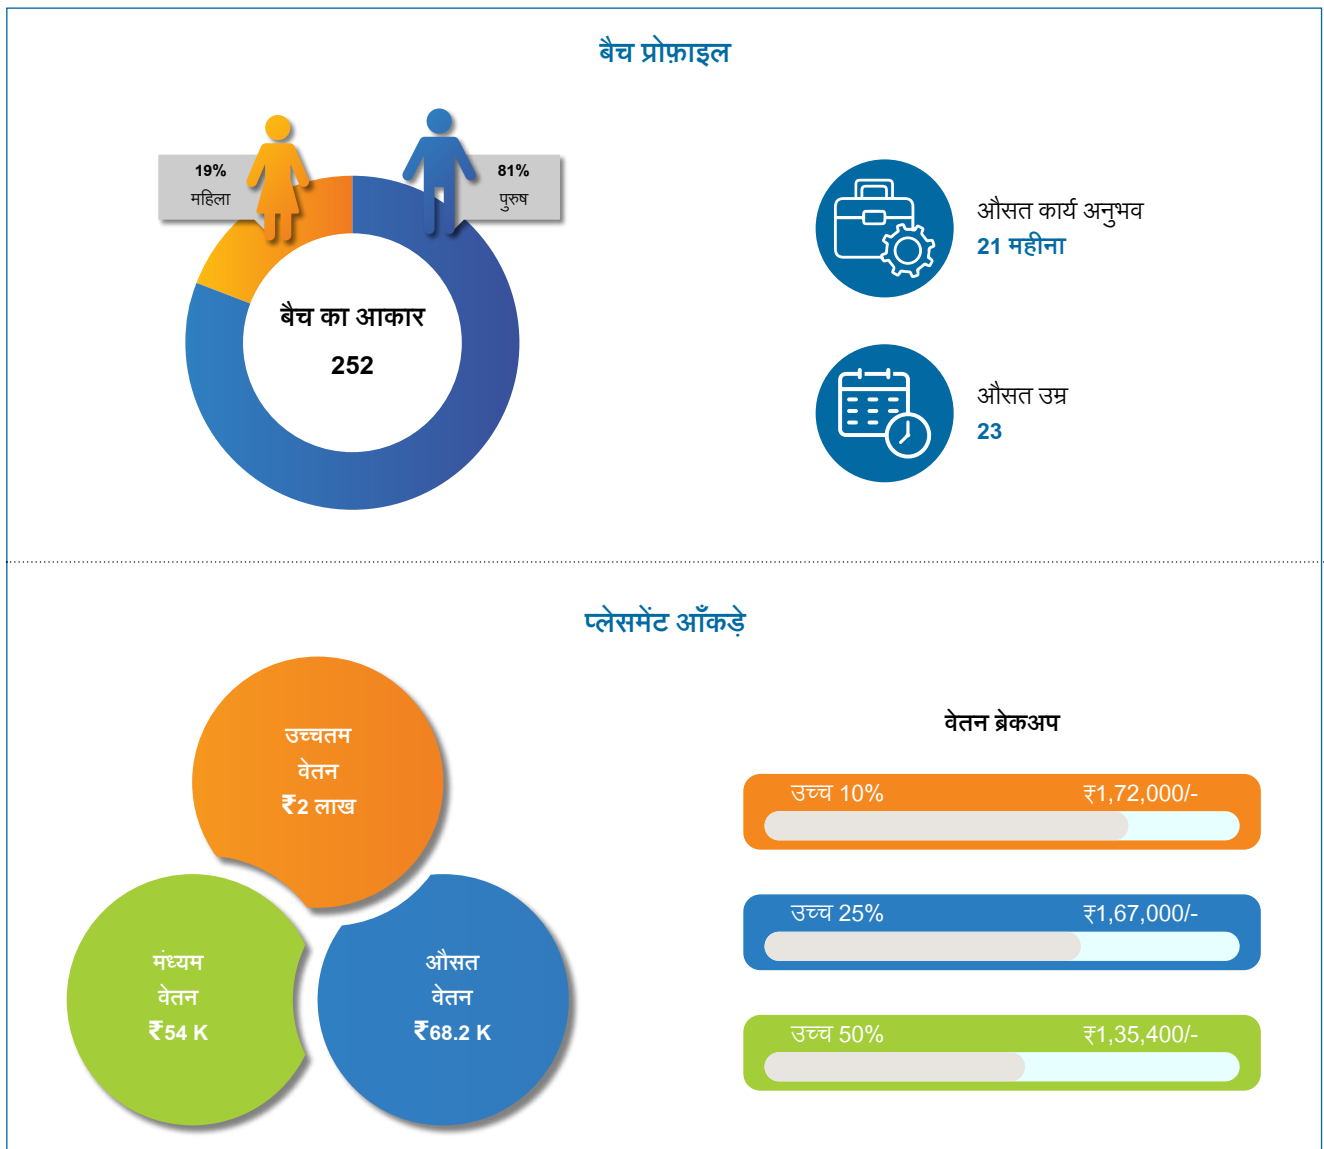 बैच प्रोफ़ाइल
19%
महिला
81%
पुरुष
बैच का आकार
252
औसत कार्य अनुभव
21 महीना
औसत उम्र
23
प्लेसमेंट आँकड़े
उच्चतम
वेतन
₹2 लाख
मंध्यम
वेतन
₹54 K
औसत
वेतन
₹68.2 K
वेतन ब्रेकअप
उच्च 10% ₹1,72,000/-
उच्च 25% ₹1,67,000/-
उच्च 50% ₹1,35,400/-